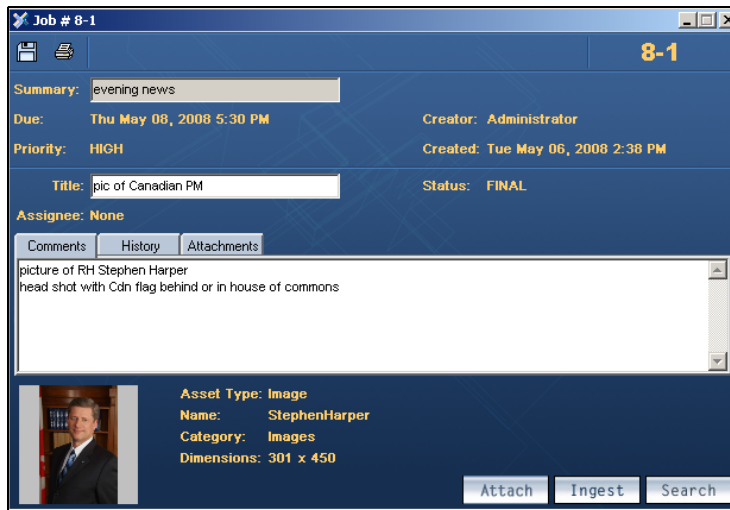 Job # 8-1
8-1
Summary: evening news
Due: Thu May 08, 2008 5:30 PM Creator: Administrator
Priority: HIGH Created: Tue May 06, 2008 2:38 PM
Title: pic of Canadian PM Status: FINAL
Assignee: None
Comments History Attachments
picture of RH Stephen Harper
head shot with Cdn flag behind or in house of commons
Asset Type: Image
Name: StephenHarper
Category: Images
Dimensions: 301 x 450
Attach Ingest Search